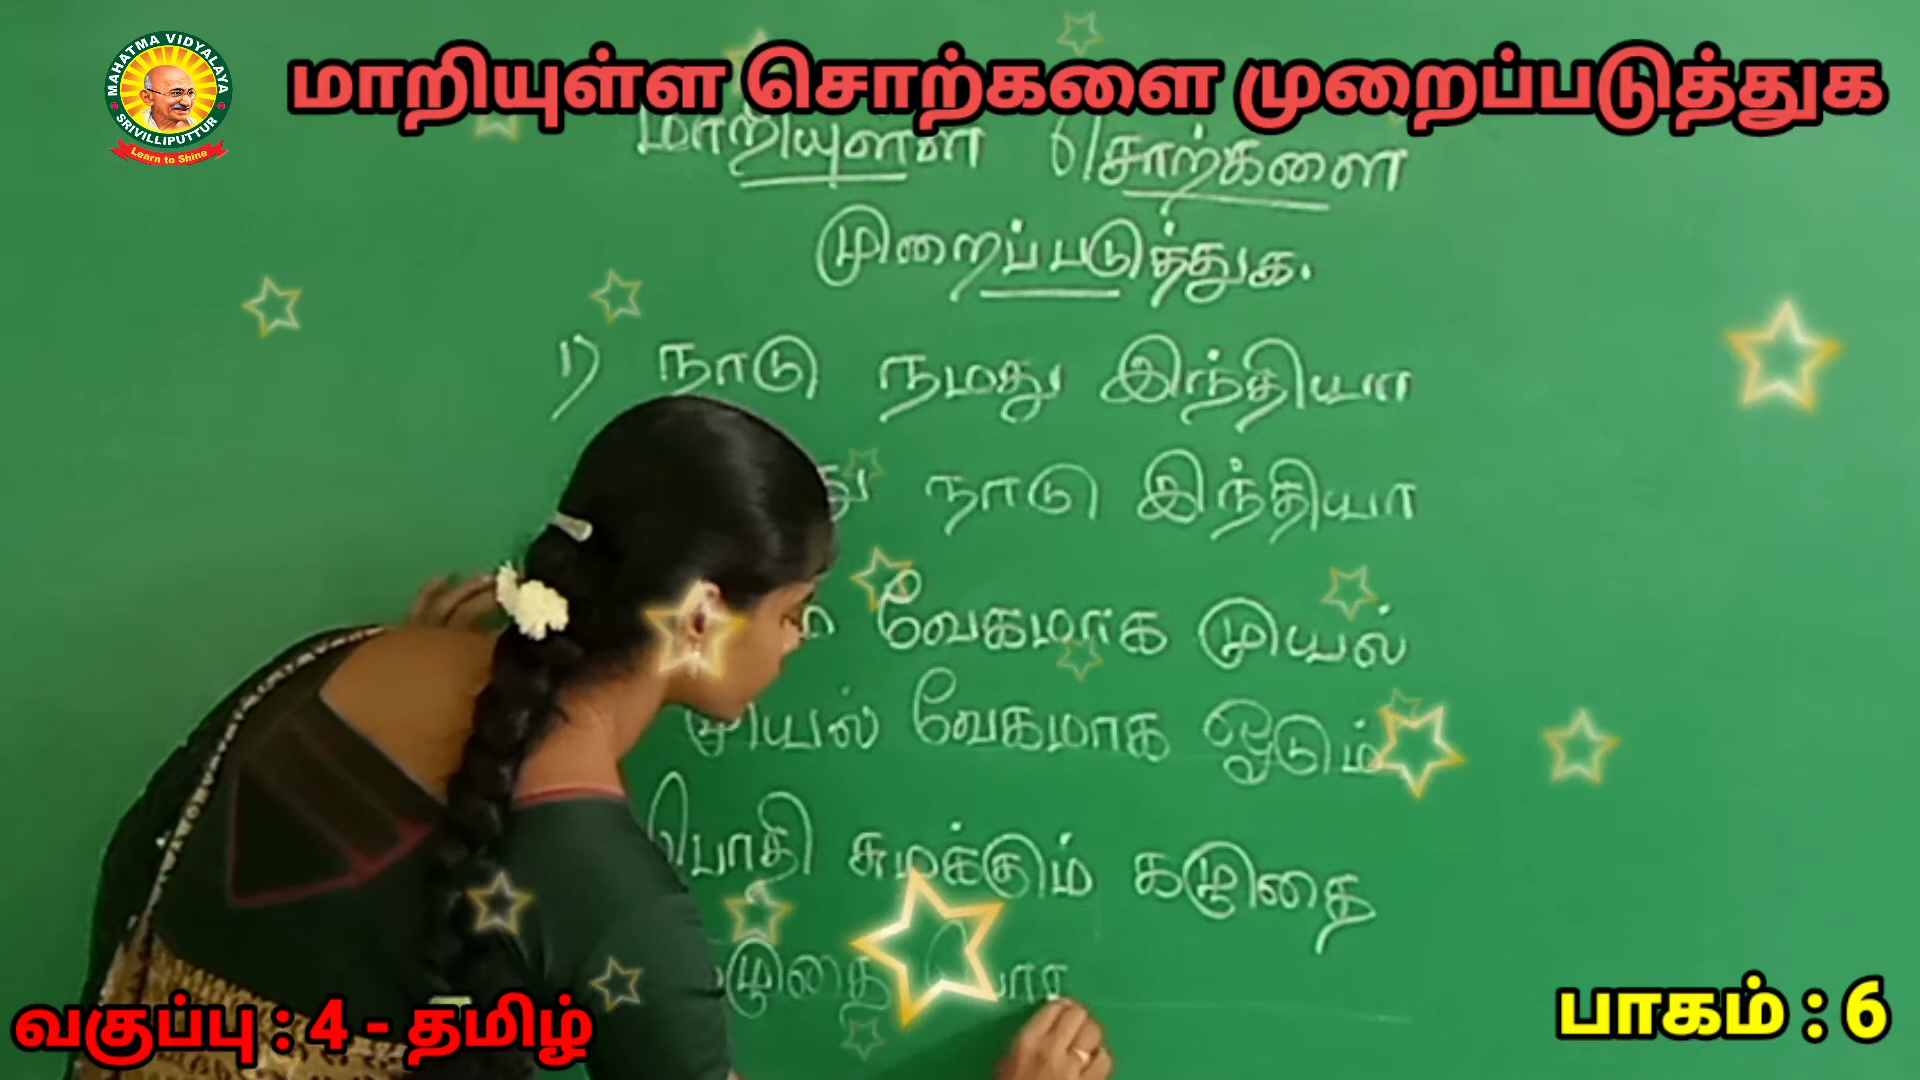 MAHATMA VIDYALAYA
SRIVILLIPUTTUR
Learn to Shine
மாறியுள்ள சொற்களை முறைப்படுத்துக
மாறியுள்ள சொற்களை
முறைப்படுத்துக.
1) நாடு நமது இந்தியா
நாடு இந்தியா
வேகமாக முயல்
முயல் வேகமாக ஓடும்
பொதி சுமக்கும் கழுதை
வகுப்பு : 4 - தமிழ்
பாகம் : 6